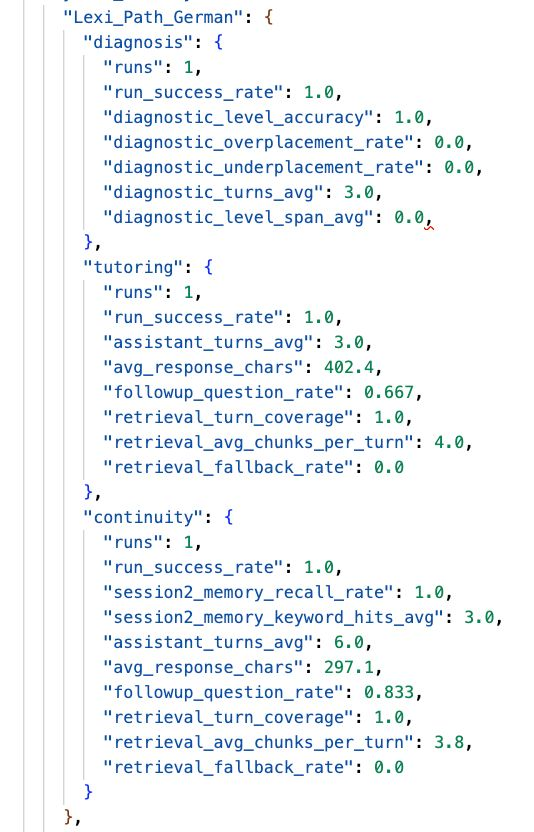 "Lexi_Path_German": {
"diagnosis": {
"runs": 1,
"run_success_rate": 1.0,
"diagnostic_level_accuracy": 1.0,
"diagnostic_overplacement_rate": 0.0,
"diagnostic_underplacement_rate": 0.0,
"diagnostic_turns_avg": 3.0,
"diagnostic_level_span_avg": 0.0,
},
"tutoring": {
"runs": 1,
"run_success_rate": 1.0,
"assistant_turns_avg": 3.0,
"avg_response_chars": 402.4,
"followup_question_rate": 0.667,
"retrieval_turn_coverage": 1.0,
"retrieval_avg_chunks_per_turn": 4.0,
"retrieval_fallback_rate": 0.0
},
"continuity": {
"runs": 1,
"run_success_rate": 1.0,
"session2_memory_recall_rate": 1.0,
"session2_memory_keyword_hits_avg": 3.0,
"assistant_turns_avg": 6.0,
"avg_response_chars": 297.1,
"followup_question_rate": 0.833,
"retrieval_turn_coverage": 1.0,
"retrieval_avg_chunks_per_turn": 3.8,
"retrieval_fallback_rate": 0.0
}
},